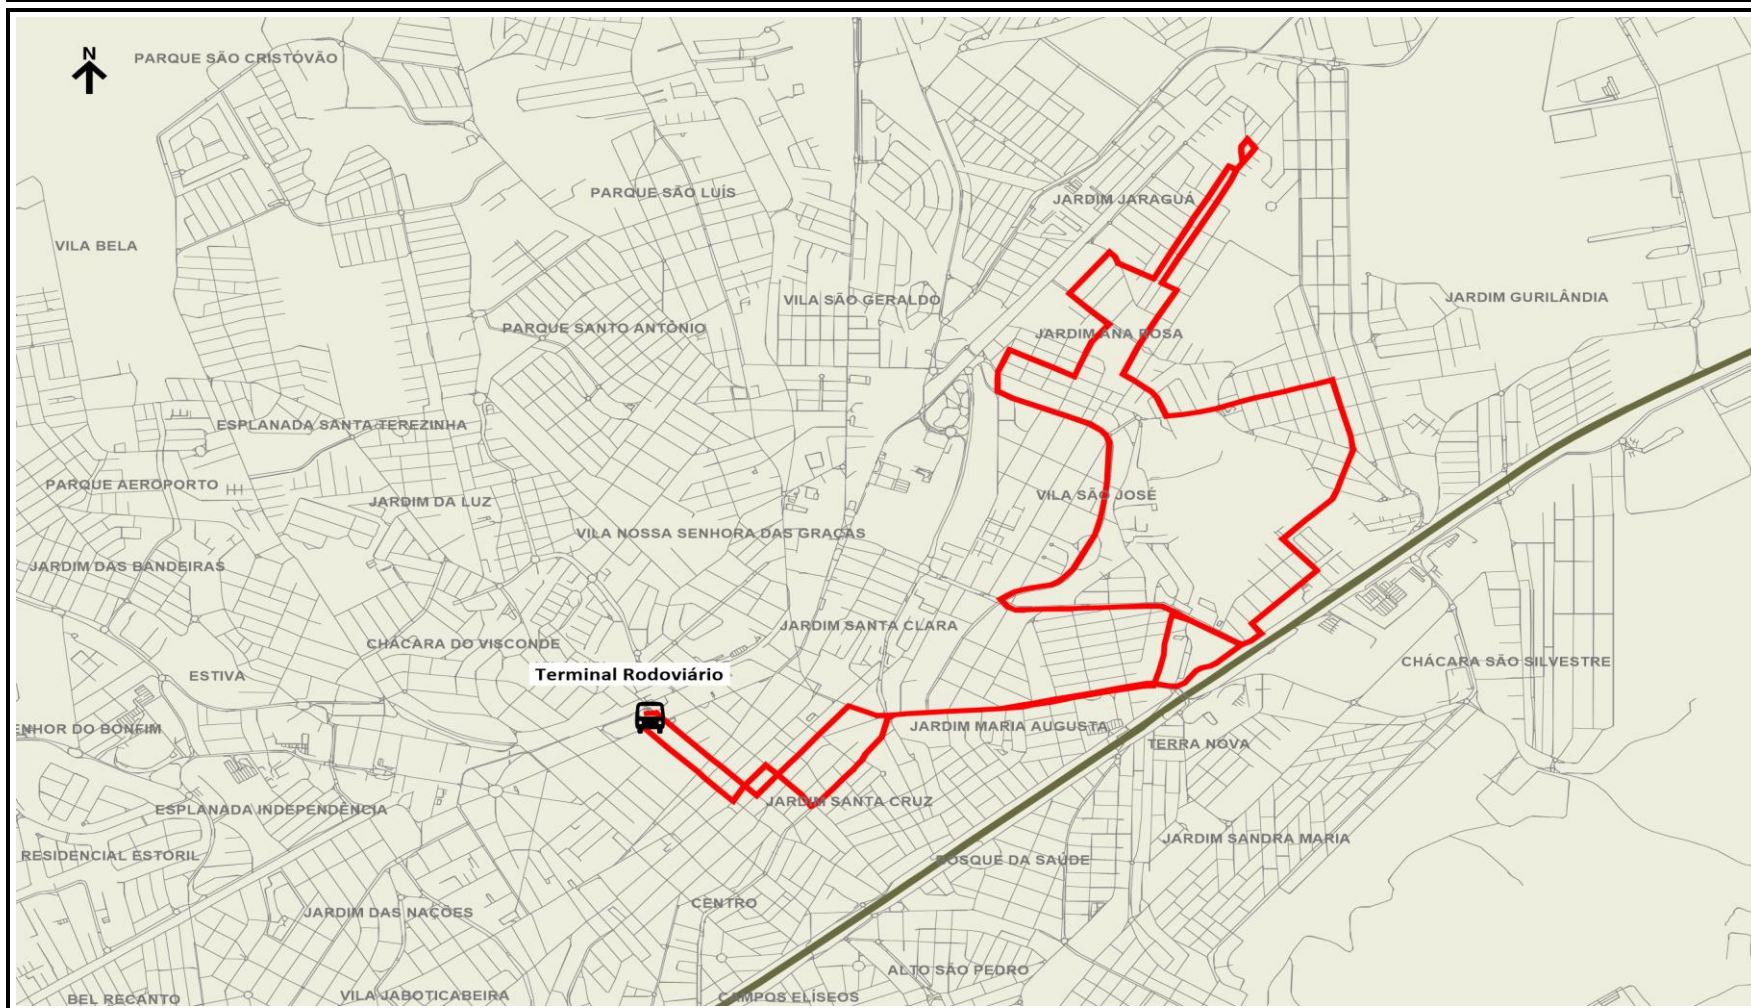 N
PARQUE SÃO CRISTÓVÃO
PARQUE SÃO LUÍS
JARDIM JARAGUÁ
VILA BELA
VILA SÃO GERALDO
JARDIM GURILÂNDIA
PARQUE SANTO ANTÔNIO
JARDIM ANA ROSA
ESPLANADA SANTA TEREZINHA
PARQUE AEROPORTO
JARDIM DA LUZ
VILA SÃO JOSÉ
VILA NOSSA SENHORA DAS GRAÇAS
JARDIM DAS BANDEIRAS
JARDIM SANTA CLARA
CHÁCARA DO VISCONDE
CHÁCARA SÃO SILVESTRE
ESTIVA
Terminal Rodoviário
ENHOR DO BONFIM
JARDIM MARIA AUGUSTA
TERRA NOVA
JARDIM SANTA CRUZ
ESPLANADA INDEPENDÊNCIA
JARDIM SANDRA MARIA
RESIDENCIAL ESTORIL
BOSQUE DA SAÚDE
CENTRO
JARDIM DAS NAÇÕES
ALTO SÃO PEDRO
VILA JABOTICABEIRA
CAMPOS ELÍSEOS
BEL RECANTO